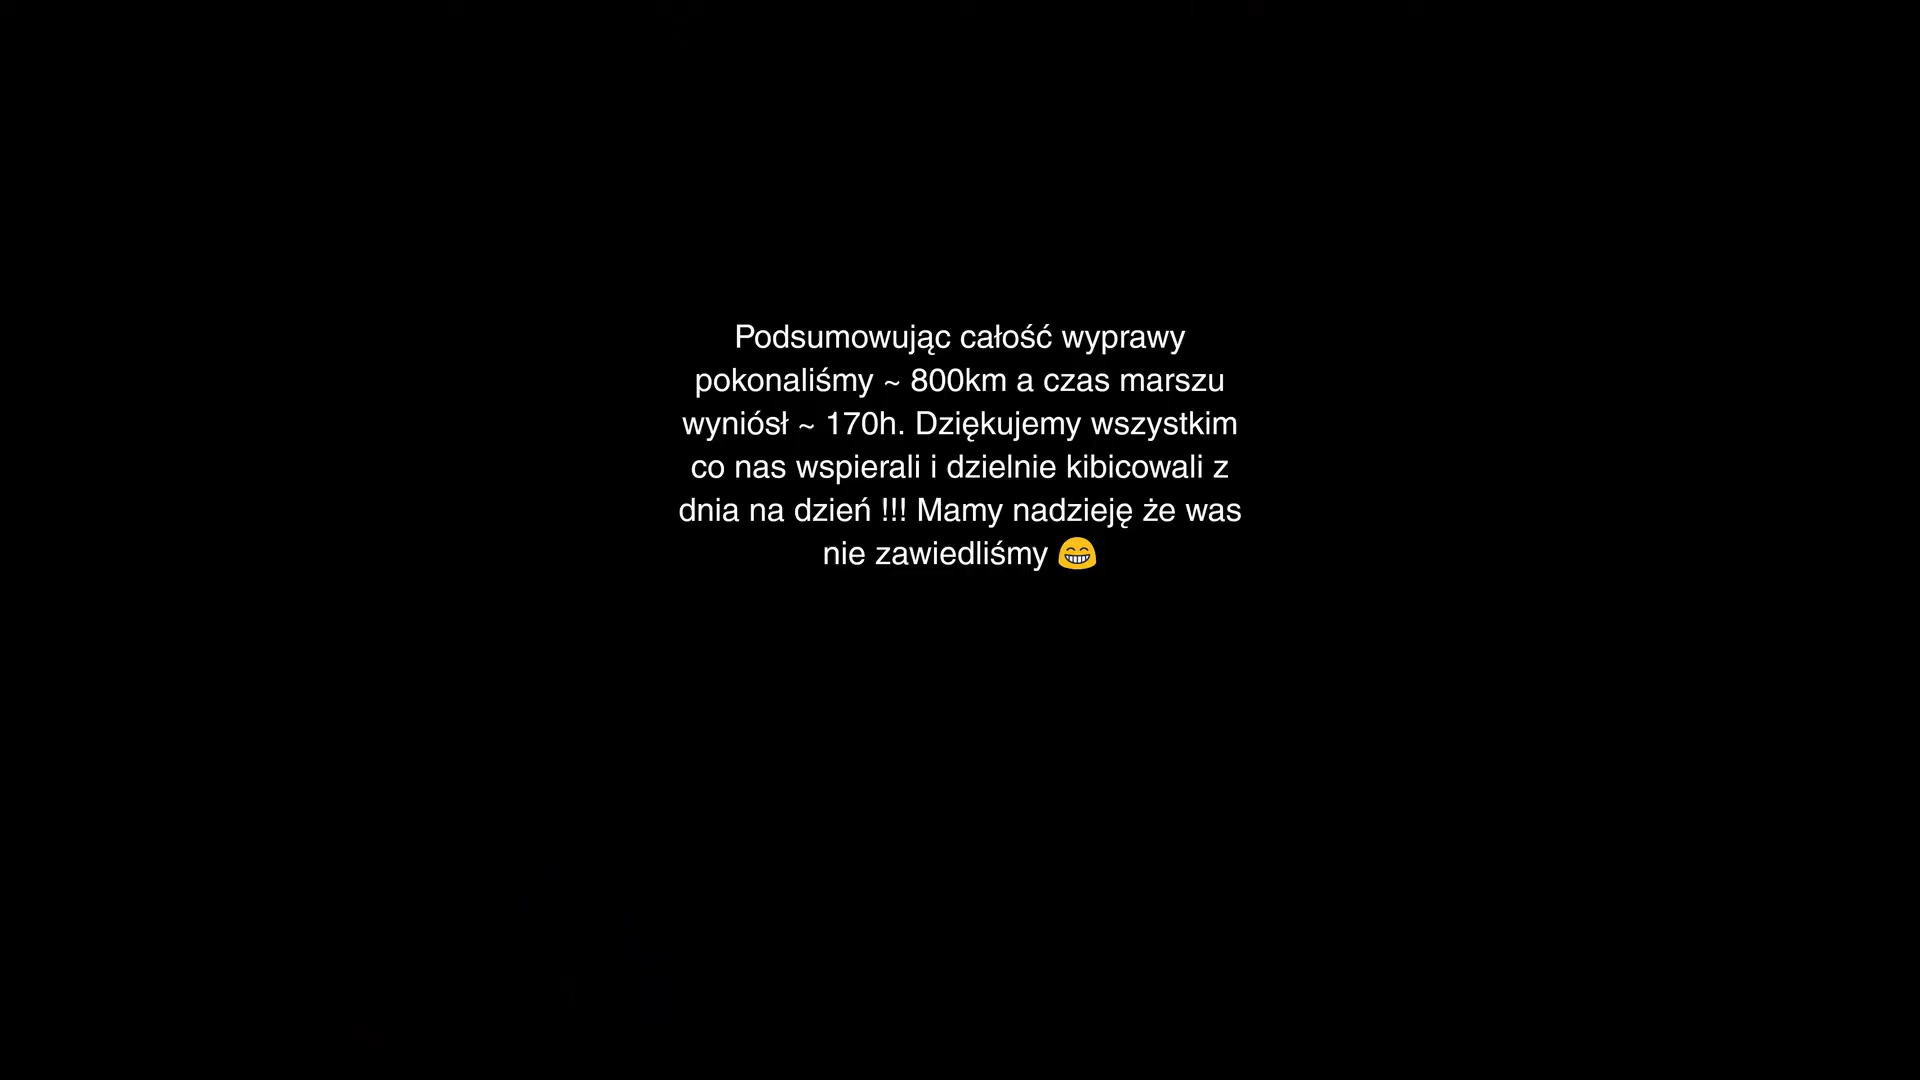 Podsumowując całość wyprawy
pokonaliśmy ~ 800km a czas marszu
wyniósł ~ 170h. Dziękujemy wszystkim
co nas wspierali i dzielnie kibicowali z
dnia na dzień !!! Mamy nadzieję że was
nie zawiedliśmy 😁